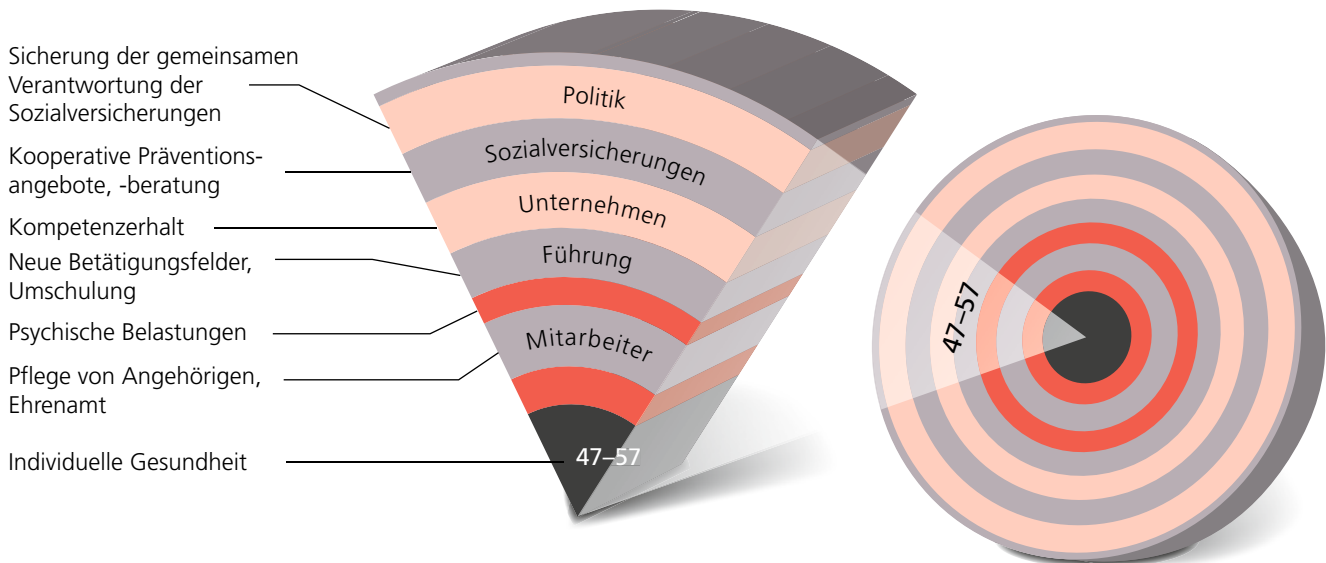 Sicherung der gemeinsamen
Verantwortung der
Sozialversicherungen
Kooperative Präventions-
angebote, -beratung
Kompetenzerhalt
Neue Betätigungsfelder,
Umschulung
Psychische Belastungen
Pflege von Angehörigen,
Ehrenamt
Individuelle Gesundheit
Politik
Sozialversicherungen
Unternehmen
Führung
Mitarbeiter
47–57
47–57